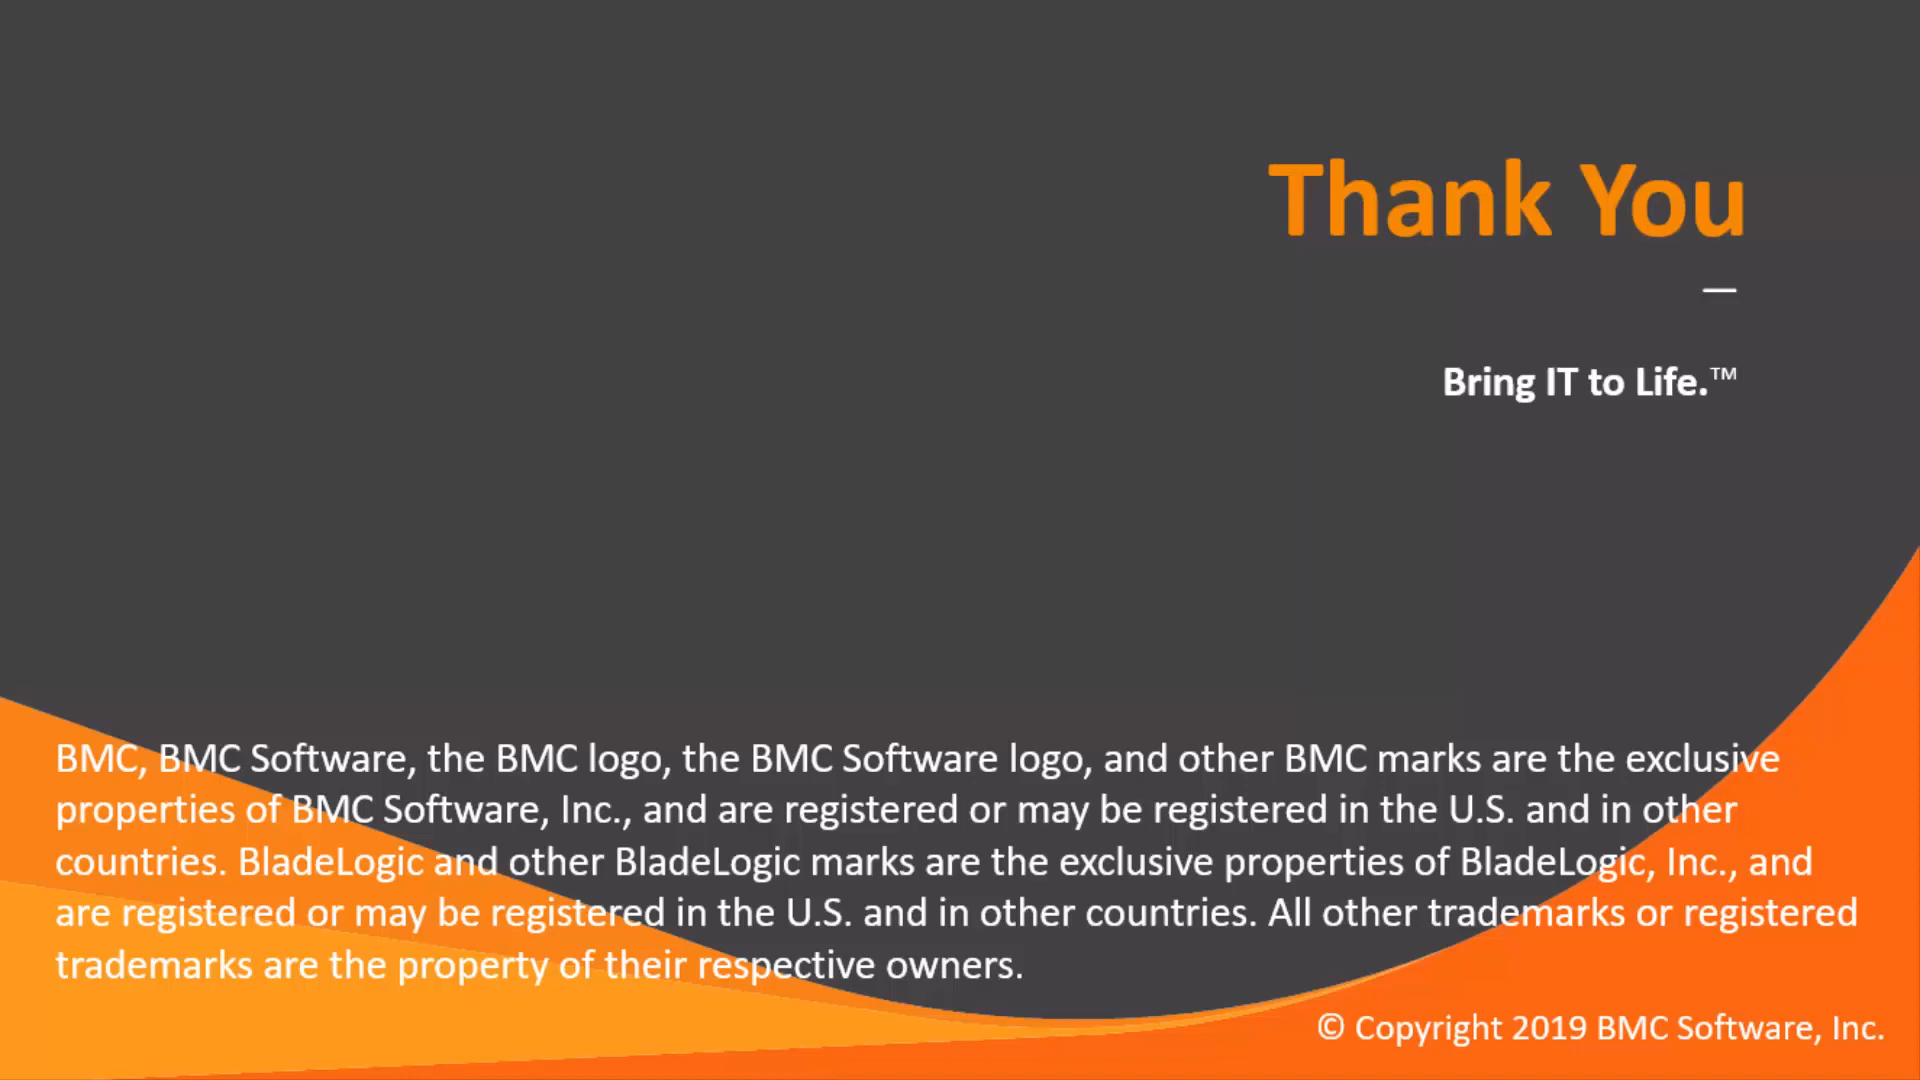 Thank You
—
Bring IT to Life.™
BMC, BMC Software, the BMC logo, the BMC Software logo, and other BMC marks are the exclusive
properties of BMC Software, Inc., and are registered or may be registered in the U.S. and in other
countries. BladeLogic and other BladeLogic marks are the exclusive properties of BladeLogic, Inc., and
are registered or may be registered in the U.S. and in other countries. All other trademarks or registered
trademarks are the property of their respective owners.
© Copyright 2019 BMC Software, Inc.